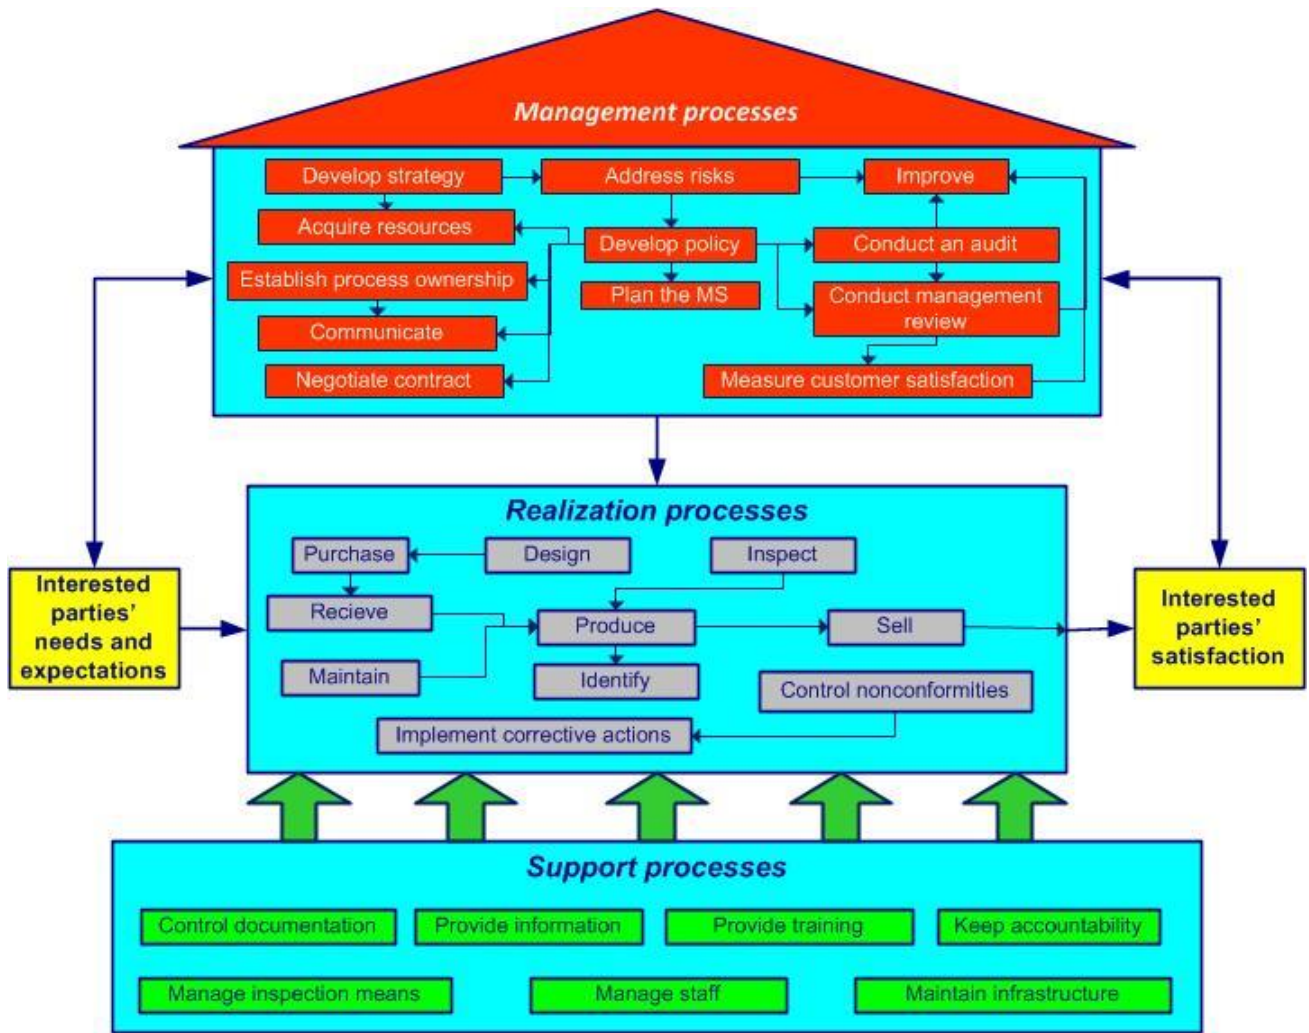 Management processes
Develop strategy
Address risks
Improve
Acquire resources
Develop policy
Conduct an audit
Establish process ownership
Plan the MS
Conduct management
review
Communicate
Negotiate contract
Measure customer satisfaction
Realization processes
Purchase
Design
Inspect
Interested
parties’
needs and
expectations
Recieve
Produce
Sell
Interested
parties’
satisfaction
Maintain
Identify
Control nonconformities
Implement corrective actions
Support processes
Control documentation
Provide information
Provide training
Keep accountability
Manage inspection means
Manage staff
Maintain infrastructure